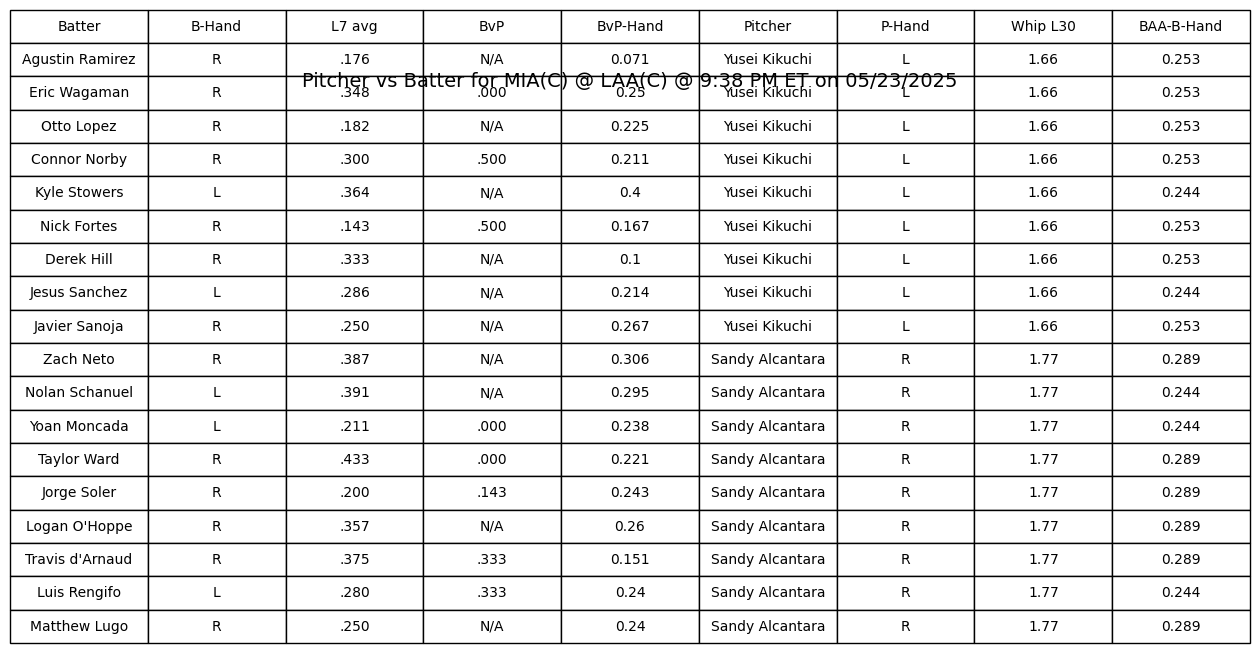 Batter B-Hand L7 avg BvP BvP-Hand Pitcher P-Hand Whip L30 BAA-B-Hand
Agustin Ramirez R .176 N/A 0.071 Yusei Kikuchi L 1.66 0.253
Pitcher vs Batter for MIA(C) @ LAA(C) @ 9:38 PM ET on 05/23/2025
Eric Wagaman R .348 .000 0.25 Yusei Kikuchi L 1.66 0.253
Otto Lopez R .182 N/A 0.225 Yusei Kikuchi L 1.66 0.253
Connor Norby R .300 .500 0.211 Yusei Kikuchi L 1.66 0.253
Kyle Stowers L .364 N/A 0.4 Yusei Kikuchi L 1.66 0.244
Nick Fortes R .143 .500 0.167 Yusei Kikuchi L 1.66 0.253
Derek Hill R .333 N/A 0.1 Yusei Kikuchi L 1.66 0.253
Jesus Sanchez L .286 N/A 0.214 Yusei Kikuchi L 1.66 0.244
Javier Sanoja R .250 N/A 0.267 Yusei Kikuchi L 1.66 0.253
Zach Neto R .387 N/A 0.306 Sandy Alcantara R 1.77 0.289
Nolan Schanuel L .391 N/A 0.295 Sandy Alcantara R 1.77 0.244
Yoan Moncada L .211 .000 0.238 Sandy Alcantara R 1.77 0.244
Taylor Ward R .433 .000 0.221 Sandy Alcantara R 1.77 0.289
Jorge Soler R .200 .143 0.243 Sandy Alcantara R 1.77 0.289
Logan O'Hoppe R .357 N/A 0.26 Sandy Alcantara R 1.77 0.289
Travis d'Arnaud R .375 .333 0.151 Sandy Alcantara R 1.77 0.289
Luis Rengifo L .280 .333 0.24 Sandy Alcantara R 1.77 0.244
Matthew Lugo R .250 N/A 0.24 Sandy Alcantara R 1.77 0.289